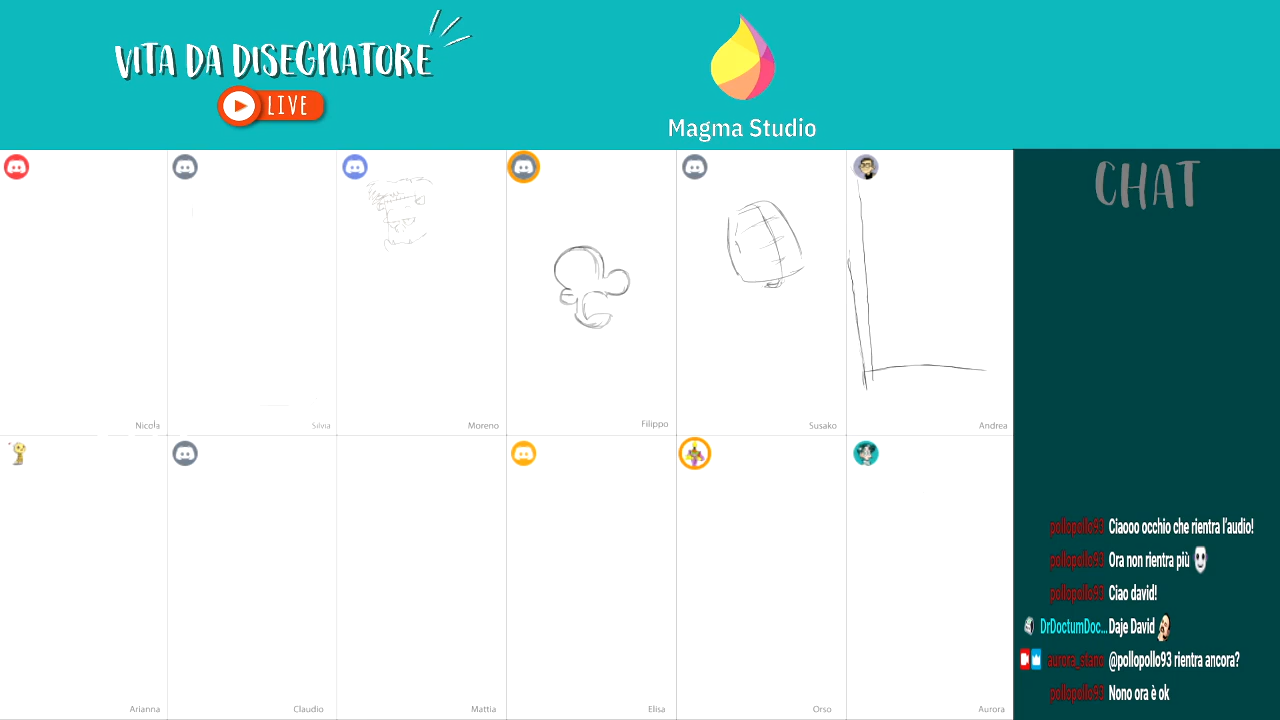 VITA DA DISEGNATORE
LIVE
Magma Studio
CHAT
Nicola
Silvia
Moreno
Filippo
Susako
Andrea
Arianna
Claudio
Mattia
Elisa
Orso
Aurora
pollopollo93 Ciaooo occhio che rientra l'audio!
pollopollo93 Ora non rientra più
pollopollo93 Ciao david!
DrDoctumDoc... Daje David
aurora_stano @pollopollo93 rientra ancora?
pollopollo93 Nono ora è ok